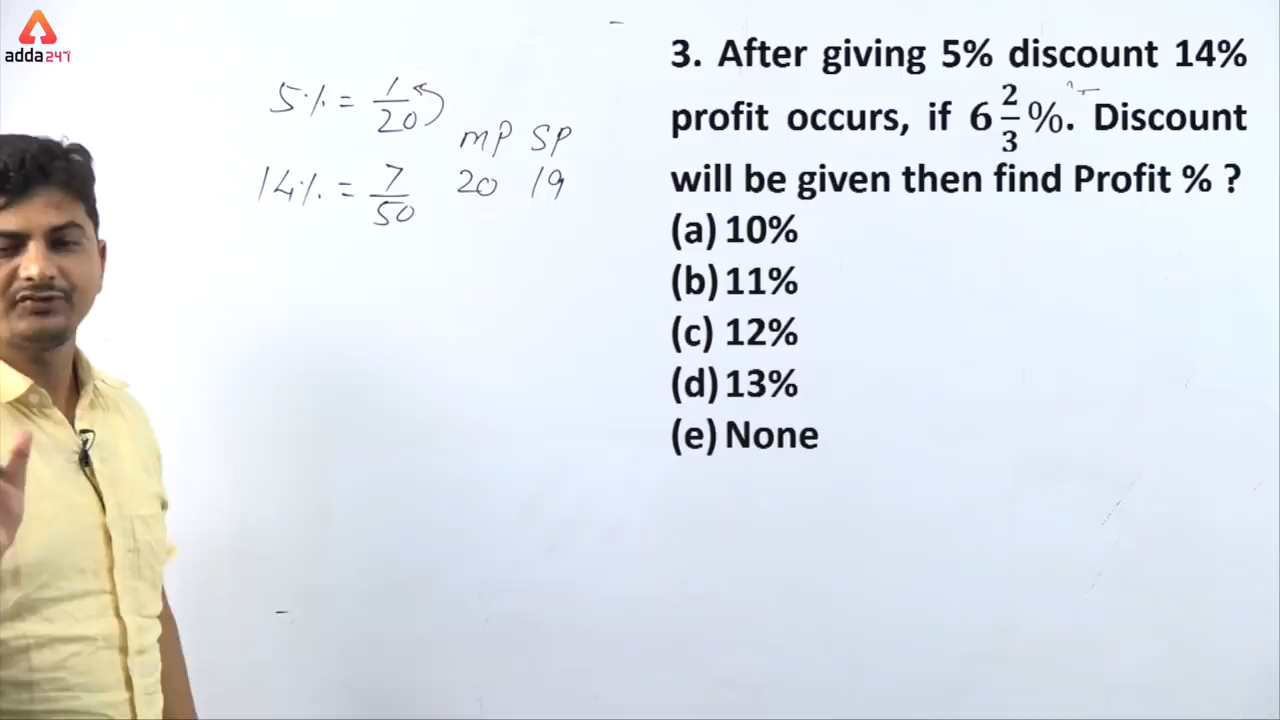 adda247
5% = 1/20
MP SP
14% = 7/50 20 19
3. After giving 5% discount 14%
profit occurs, if 6 2/3 %. Discount
will be given then find Profit % ?
(a) 10%
(b) 11%
(c) 12%
(d) 13%
(e) None